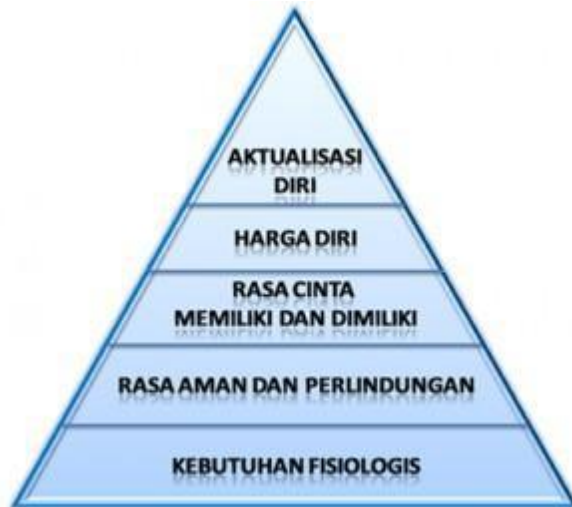 AKTUALISASI
DIRI
HARGA DIRI
RASA CINTA
MEMILIKI DAN DIMILIKI
RASA AMAN DAN PERLINDUNGAN
KEBUTUHAN FISIOLOGIS